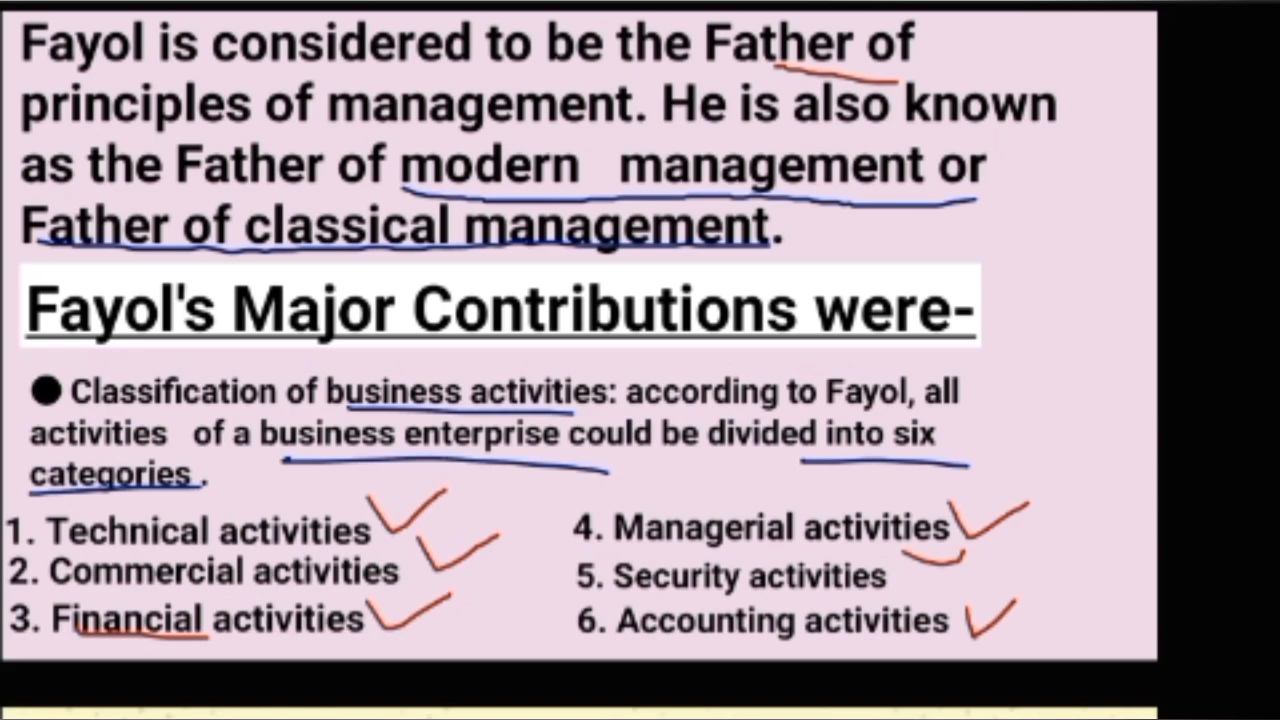 Fayol is considered to be the Father of
principles of management. He is also known
as the Father of modern management or
Father of classical management.
Fayol's Major Contributions were-
● Classification of business activities: according to Fayol, all
activities of a business enterprise could be divided into six
categories .
1. Technical activities
2. Commercial activities
3. Financial activities
4. Managerial activities
5. Security activities
6. Accounting activities